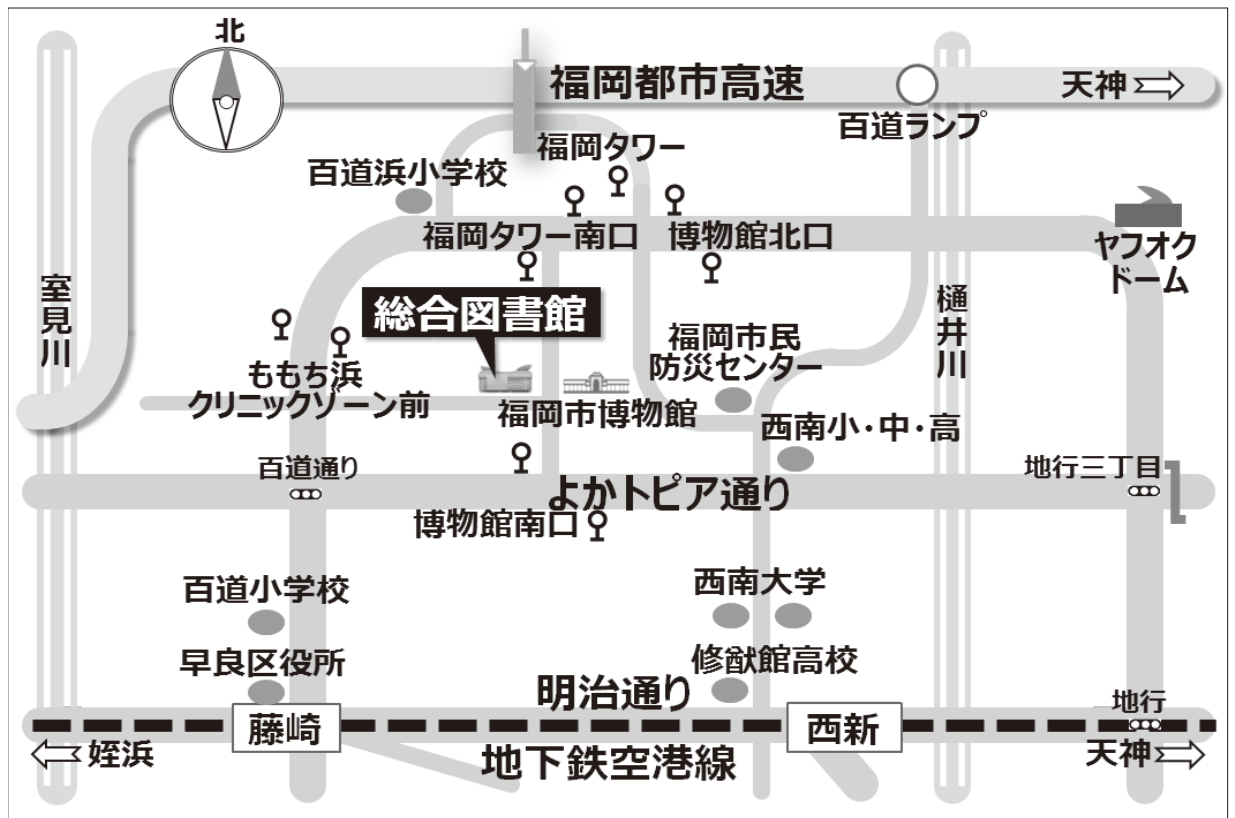 北
福岡都市高速
天神
百道ランプ
福岡タワー
百道浜小学校
福岡タワー南口
博物館北口
ヤフオク
ドーム
室見川
樋井川
総合図書館
福岡市民
防災センター
ももち浜
クリニックゾーン前
福岡市博物館
西南小・中・高
百道通り
地行三丁目
よかトピア通り
博物館南口
百道小学校
西南大学
早良区役所
修猷館高校
明治通り
地行
藤崎
西新
姪浜
地下鉄空港線
天神